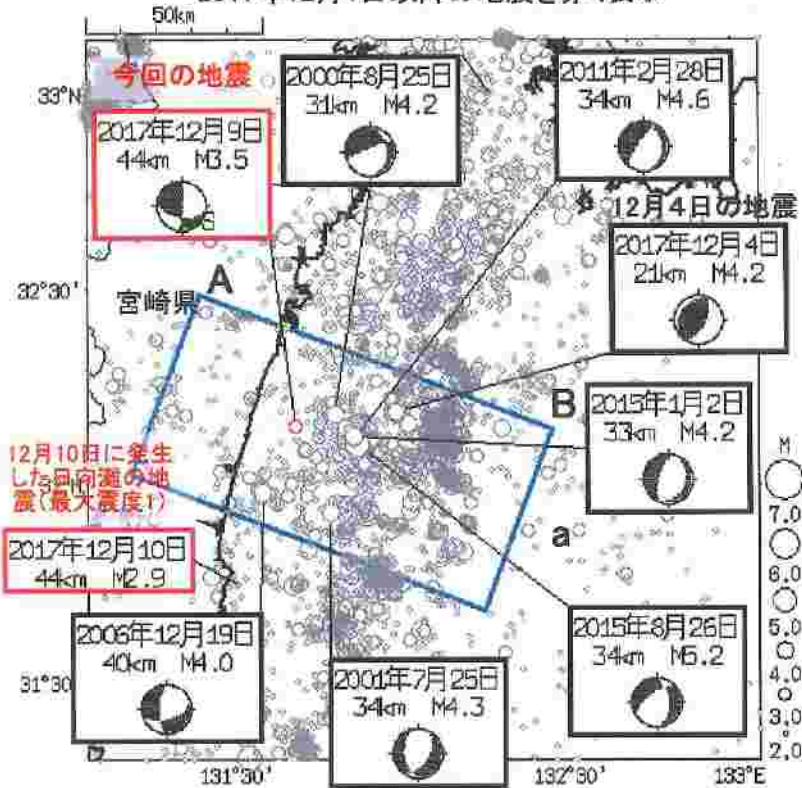 50km
今回の地震
33°N
2017年12月9日
44km M3.5
S
2000年8月25日
31km M4.2
2011年2月28日
34km M4.6
12月4日の地震
2017年12月4日
21km M4.2
32°30'
宮崎県
A
B
2015年1月2日
33km M4.2
12月10日に発生
した日向灘の地
震(最大震度1)
2017年12月10日
44km M2.9
a
M
7.0
6.0
5.0
4.0
3.0
2.0
2006年12月19日
40km M4.0
2015年8月26日
34km M5.2
31°30
2001年7月25日
34km M4.3
131°30'
132°30'
133°E